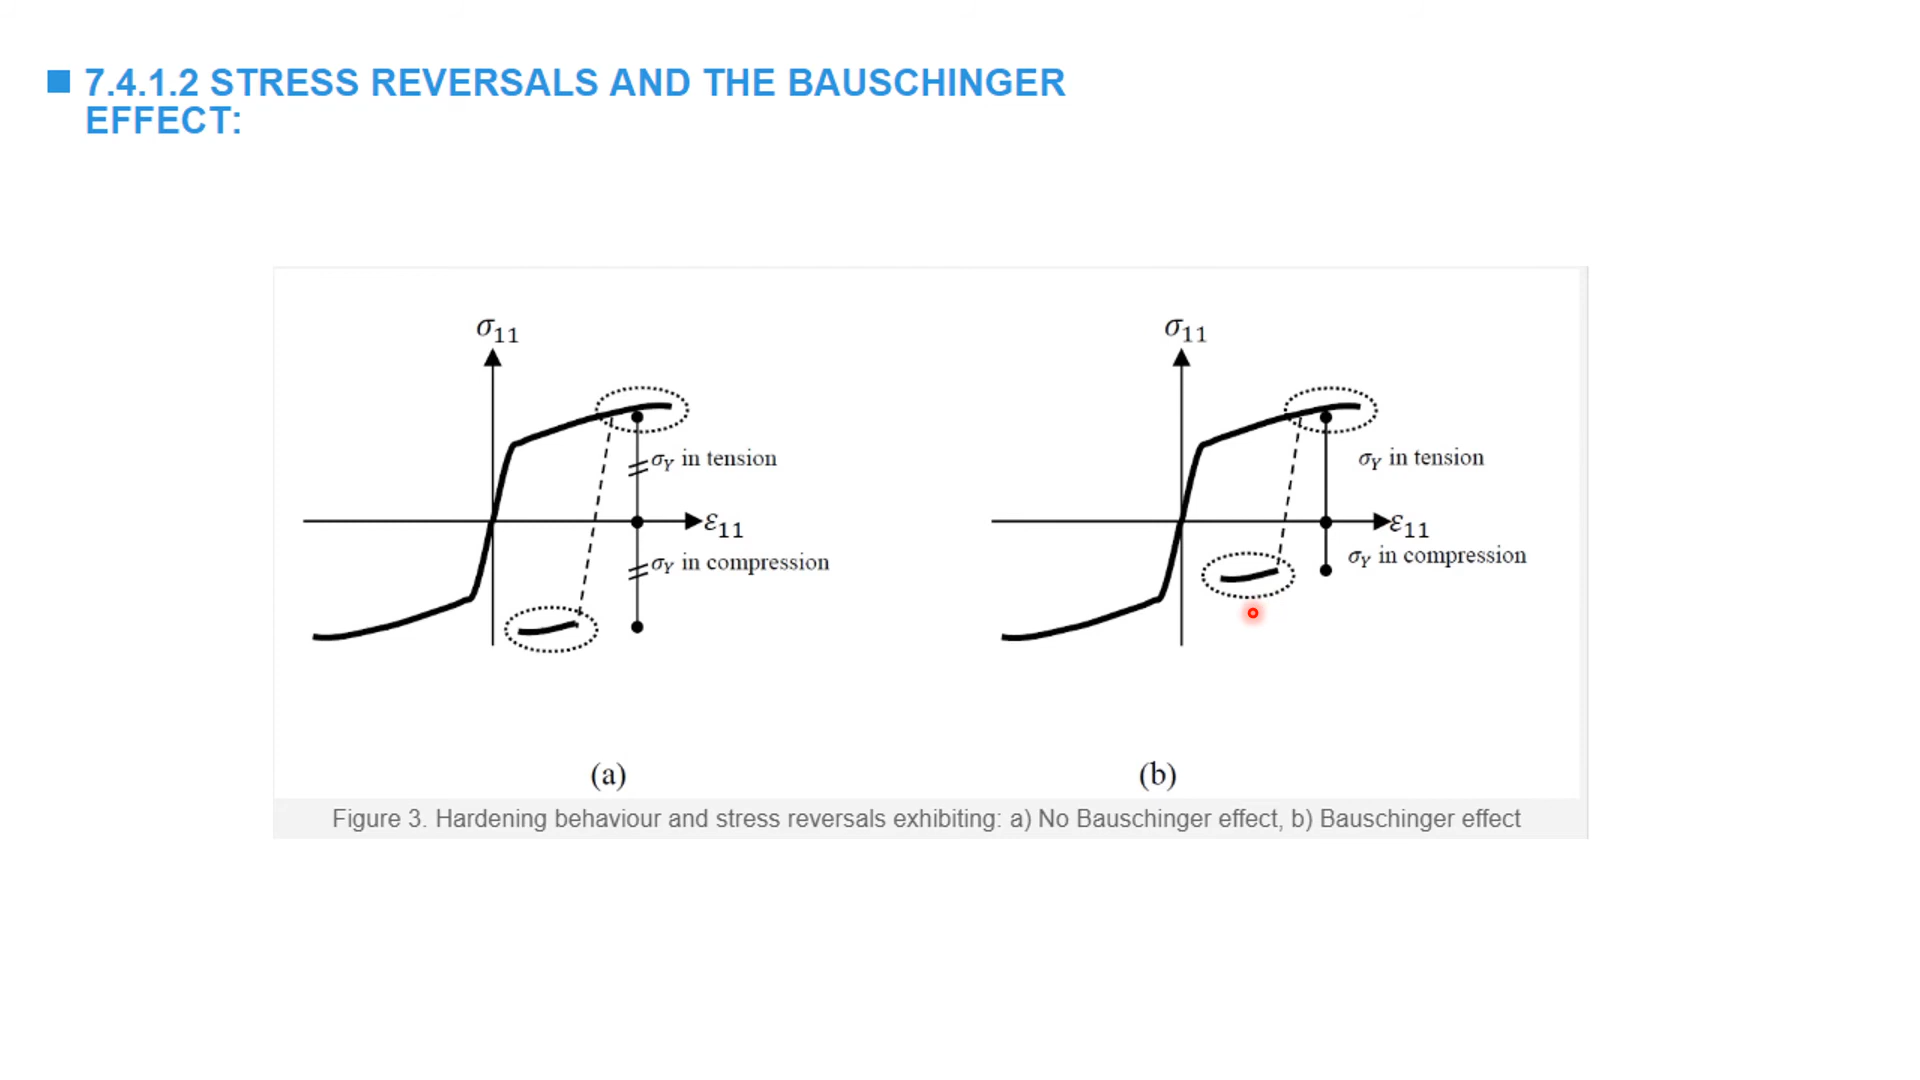 7.4.1.2 STRESS REVERSALS AND THE BAUSCHINGER
EFFECT:
σ11
σY in tension
ε11
σY in compression
(a)
σ11
σY in tension
ε11
σY in compression
(b)
Figure 3. Hardening behaviour and stress reversals exhibiting: a) No Bauschinger effect, b) Bauschinger effect